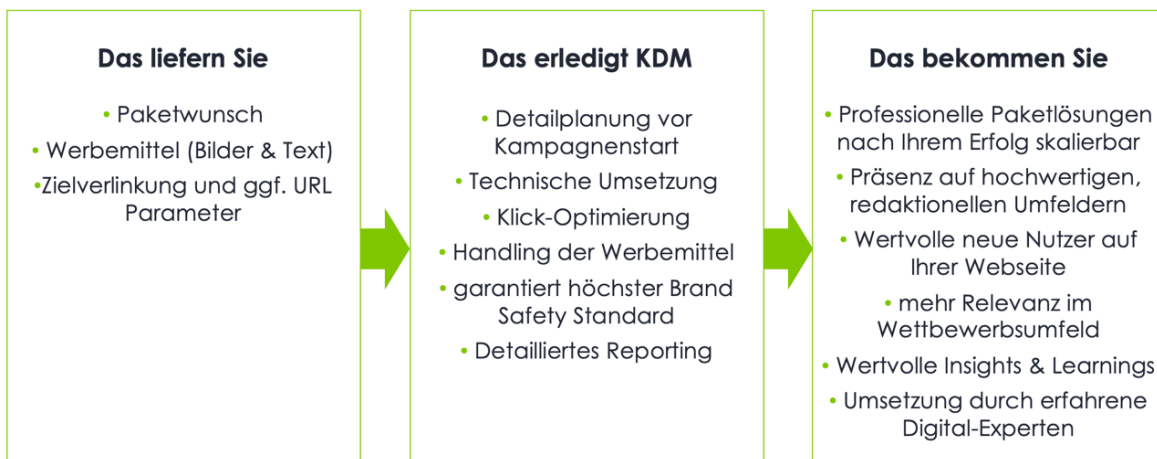 Das liefern Sie
• Paketwunsch
• Werbemittel (Bilder & Text)
•Zielverlinkung und ggf. URL
Parameter
Das erledigt KDM
• Detailplanung vor
Kampagnenstart
• Technische Umsetzung
• Klick-Optimierung
• Handling der Werbemittel
• garantiert höchster Brand
Safety Standard
• Detailliertes Reporting
Das bekommen Sie
• Professionelle Paketlösungen
nach Ihrem Erfolg skalierbar
• Präsenz auf hochwertigen,
redaktionellen Umfeldern
• Wertvolle neue Nutzer auf
Ihrer Webseite
• mehr Relevanz im
Wettbewerbsumfeld
• Wertvolle Insights & Learnings
• Umsetzung durch erfahrene
Digital-Experten